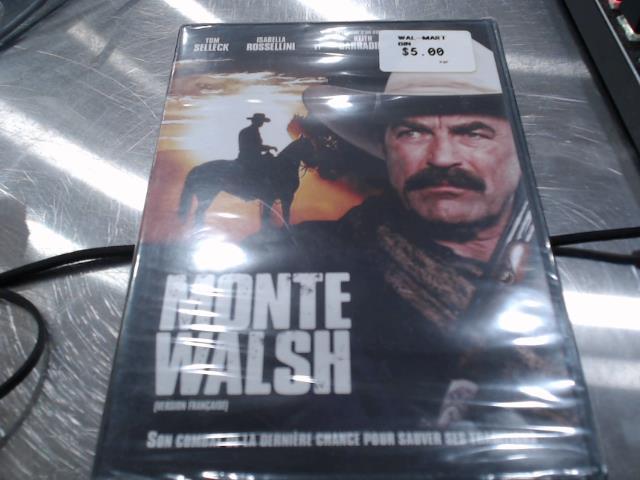 TOM ISABELLA KEITH
SELLECK ROSSELLINI
WAL-MART
BIN
$5.00
MONTE
WALSH
(VERSION FRANÇAISE)
SON LA DERNIÈRE CHANCE POUR SAUVER SES